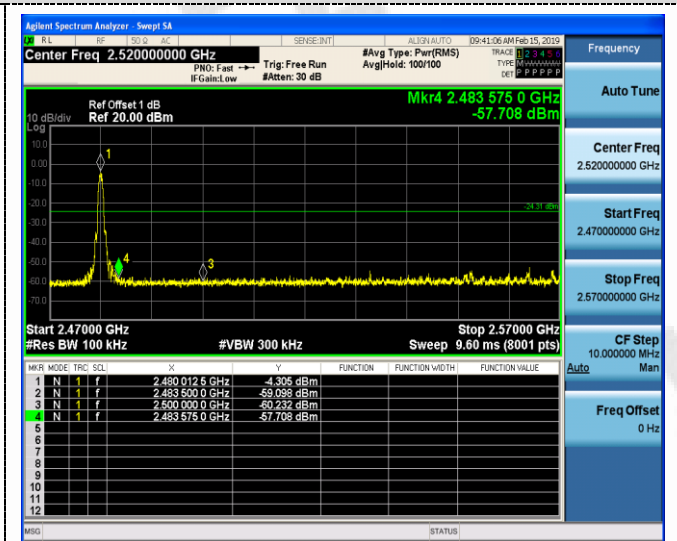 Agilent Spectrum Analyzer - Swept SA
RL RF 50 Ω AC SENSE:INT ALIGN AUTO 09:41:06 AM Feb 15, 2019
Center Freq 2.520000000 GHz #Avg Type: Pwr(RMS) TRACE 1 2 3 4 5 6
PNO: Fast Trig: Free Run Avg|Hold: 100/100 TYPE
IFGain:Low #Atten: 30 dB DET P P P P P P
Frequency
Auto Tune
Center Freq
2.520000000 GHz
Start Freq
2.470000000 GHz
Stop Freq
2.570000000 GHz
CF Step
10.000000 MHz
Auto Man
Freq Offset
0 Hz
Mkr4 2.483 575 0 GHz
-57.708 dBm
Ref Offset 1 dB
10 dB/div Ref 20.00 dBm
Log
10.0
0.00
-10.0
-20.0
-30.0
-40.0
-50.0
-60.0
-70.0
1
-24.31 dBm
4
3
Start 2.47000 GHz Stop 2.57000 GHz
#Res BW 100 kHz #VBW 300 kHz Sweep 9.60 ms (8001 pts)
MKR MODE TRC SCL X Y FUNCTION FUNCTION WIDTH FUNCTION VALUE
1 N 1 f 2.480 012 5 GHz -4.305 dBm
2 N 1 f 2.483 500 0 GHz -59.098 dBm
3 N 1 f 2.500 000 0 GHz -60.232 dBm
4 N 1 f 2.483 575 0 GHz -57.708 dBm
5
6
7
8
9
10
11
12
MSG STATUS